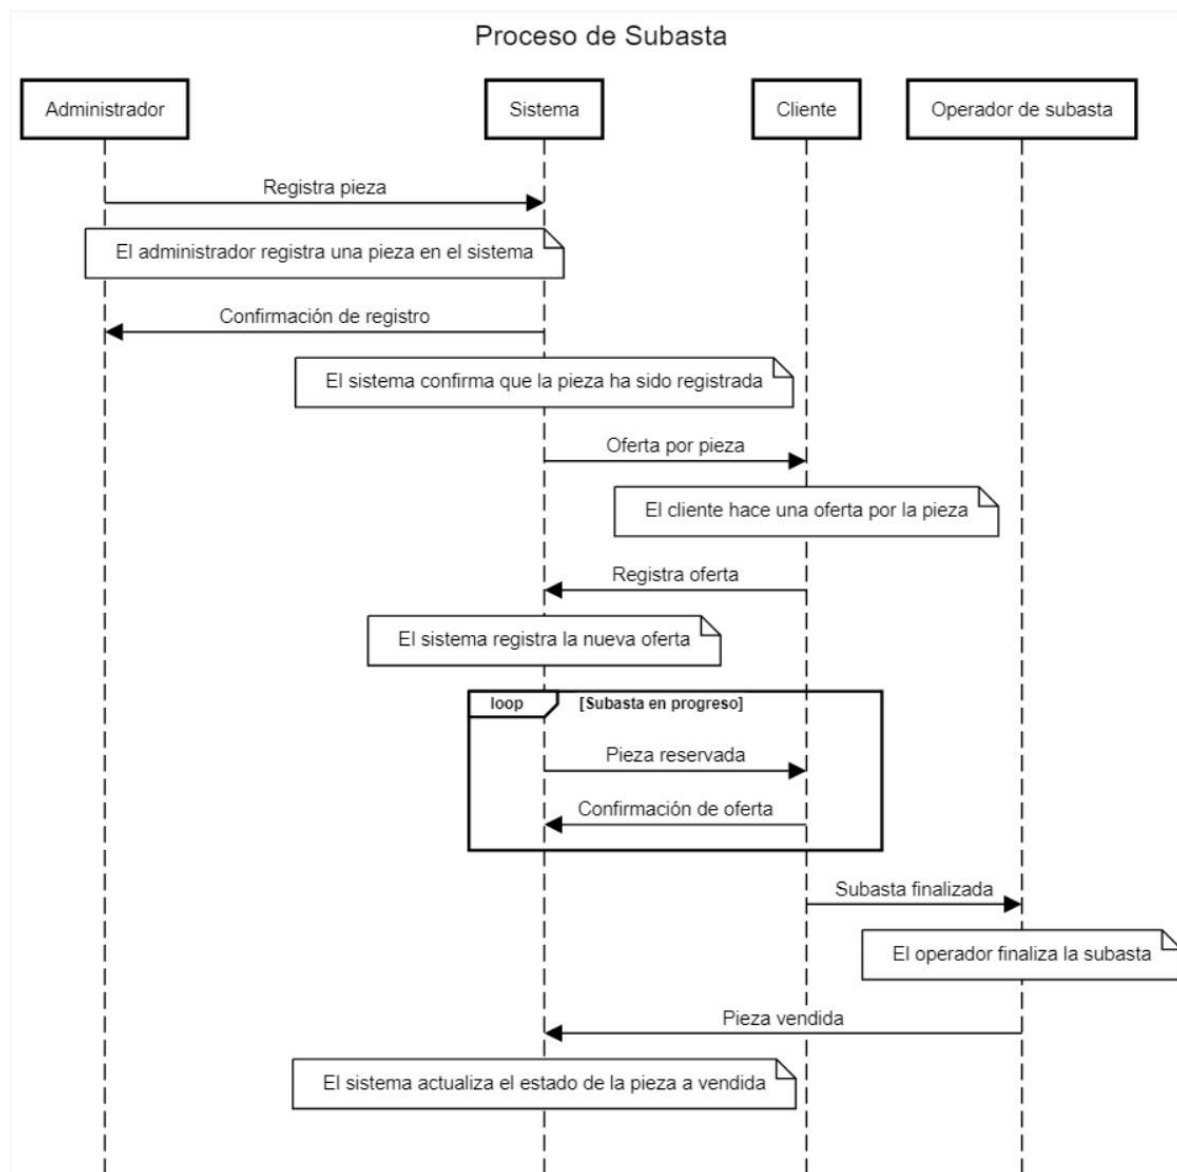 Proceso de Subasta
Administrador
Sistema
Cliente
Operador de subasta
Registra pieza
El administrador registra una pieza en el sistema
Confirmación de registro
El sistema confirma que la pieza ha sido registrada
Oferta por pieza
El cliente hace una oferta por la pieza
Registra oferta
El sistema registra la nueva oferta
loop
[Subasta en progreso]
Pieza reservada
Confirmación de oferta
Subasta finalizada
El operador finaliza la subasta
Pieza vendida
El sistema actualiza el estado de la pieza a vendida